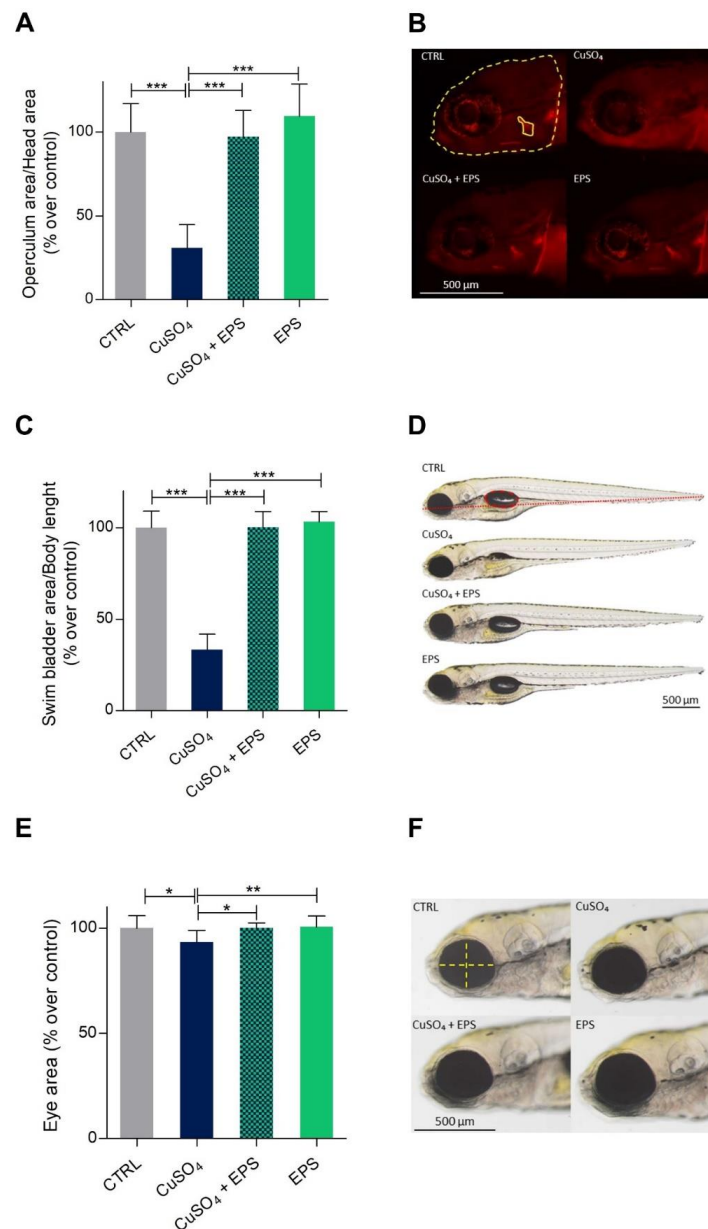 A
***
***
***
Operculum area/Head area
(% over control)
100
50
0
CTRL
CuSO₄
CuSO₄ + EPS
EPS
B
CTRL
CuSO₄
CuSO₄ + EPS
EPS
500 µm
C
***
***
***
Swim bladder area/Body lenght
(% over control)
100
50
0
CTRL
CuSO₄
CuSO₄ + EPS
EPS
D
CTRL
CuSO₄
CuSO₄ + EPS
EPS
500 µm
E
*
**
*
Eye area (% over control)
100
50
0
CTRL
CuSO₄
CuSO₄ + EPS
EPS
F
CTRL
CuSO₄
CuSO₄ + EPS
EPS
500 µm